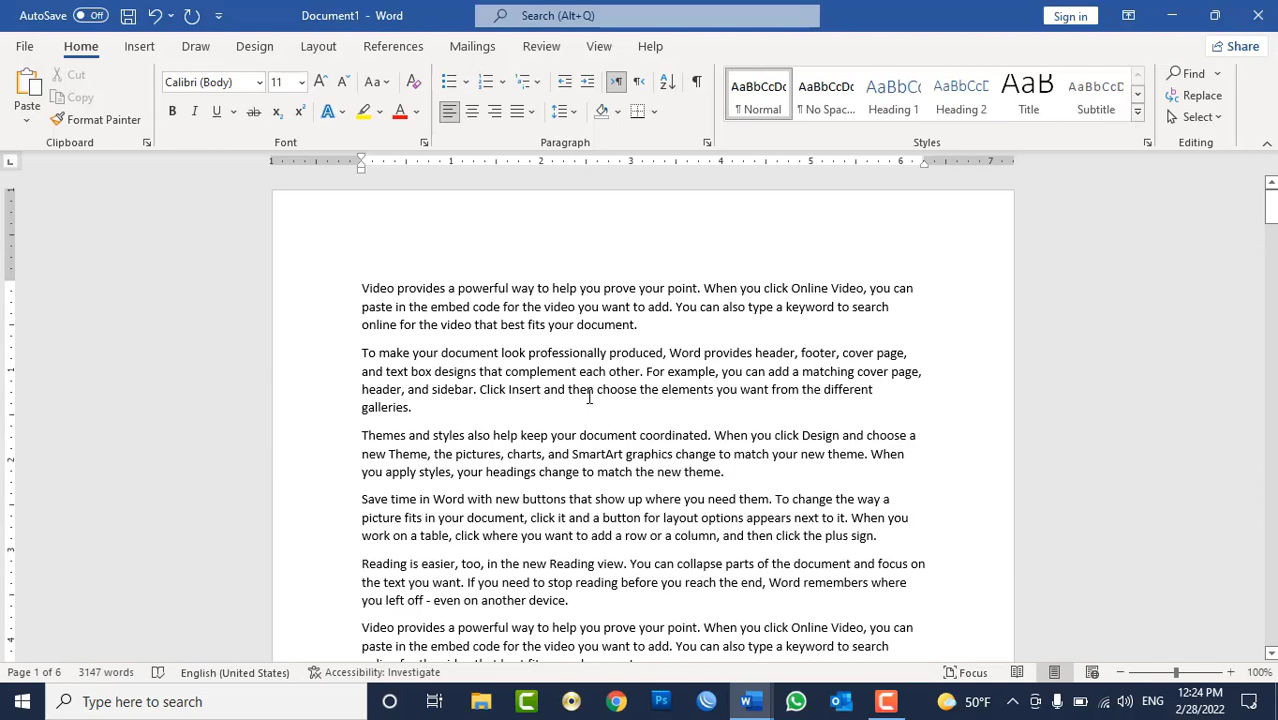 AutoSave Off Document1 - Word Search (Alt+Q) Sign in
File Home Insert Draw Design Layout References Mailings Review View Help Share
Paste Cut Copy Format Painter Clipboard
Calibri (Body) 11 Font
Paragraph
AaBbCcDc ¶ Normal AaBbCcDc ¶ No Spac... AaBbCc Heading 1 AaBbCcD Heading 2 AaB Title AaBbCcD Subtitle Styles
Find Replace Select Editing
1 1 2 3 4 5 6 7
Video provides a powerful way to help you prove your point. When you click Online Video, you can
paste in the embed code for the video you want to add. You can also type a keyword to search
online for the video that best fits your document.
To make your document look professionally produced, Word provides header, footer, cover page,
and text box designs that complement each other. For example, you can add a matching cover page,
header, and sidebar. Click Insert and then choose the elements you want from the different
galleries.
Themes and styles also help keep your document coordinated. When you click Design and choose a
new Theme, the pictures, charts, and SmartArt graphics change to match your new theme. When
you apply styles, your headings change to match the new theme.
Save time in Word with new buttons that show up where you need them. To change the way a
picture fits in your document, click it and a button for layout options appears next to it. When you
work on a table, click where you want to add a row or a column, and then click the plus sign.
Reading is easier, too, in the new Reading view. You can collapse parts of the document and focus on
the text you want. If you need to stop reading before you reach the end, Word remembers where
you left off - even on another device.
Video provides a powerful way to help you prove your point. When you click Online Video, you can
paste in the embed code for the video you want to add. You can also type a keyword to search
Page 1 of 6 3147 words English (United States) Accessibility: Investigate Focus 100%
Type here to search 50°F ENG 12:24 PM
2/28/2022